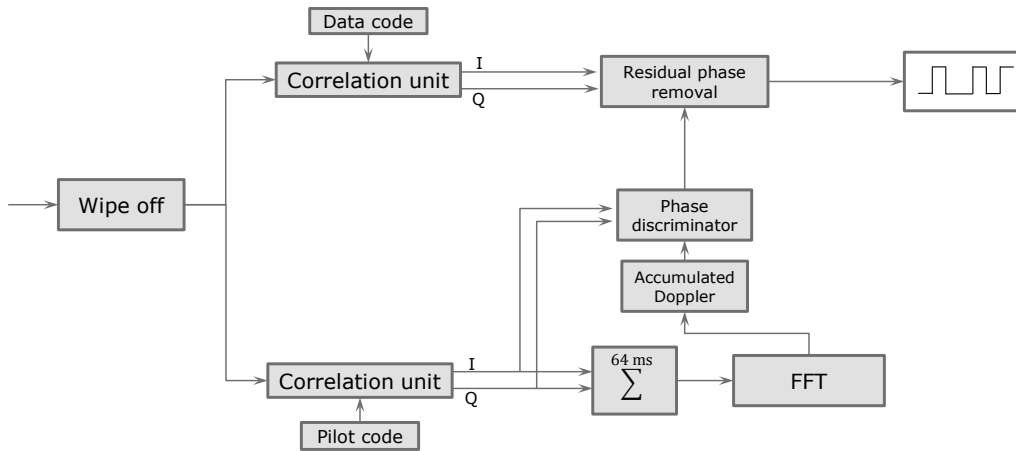 Data code
I
Correlation unit
Q
Residual phase
removal
Wipe off
Phase
discriminator
Accumulated
Doppler
I
Correlation unit
Q
64 ms
∑
FFT
Pilot code